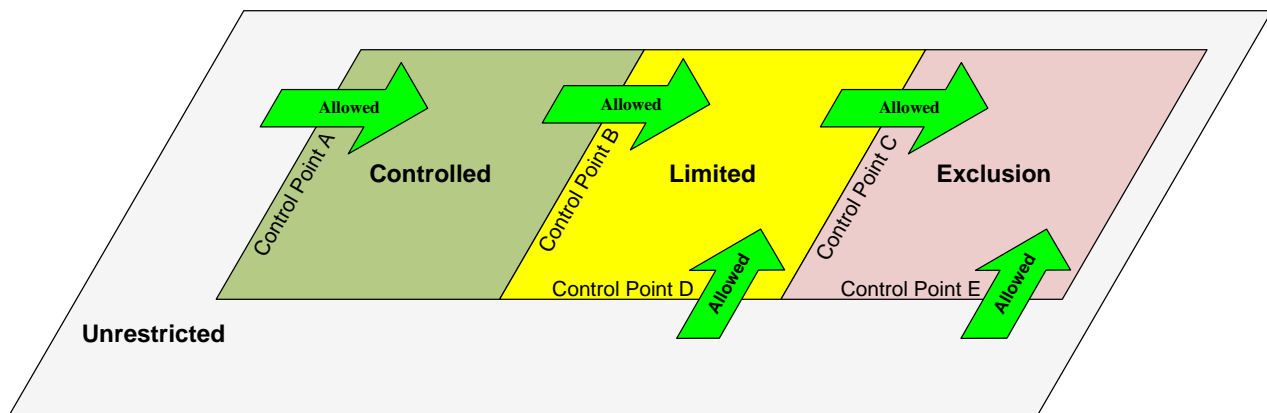 Allowed
Allowed
Allowed
Control Point A
Controlled
Control Point B
Limited
Control Point C
Exclusion
Control Point D
Allowed
Control Point E
Allowed
Unrestricted